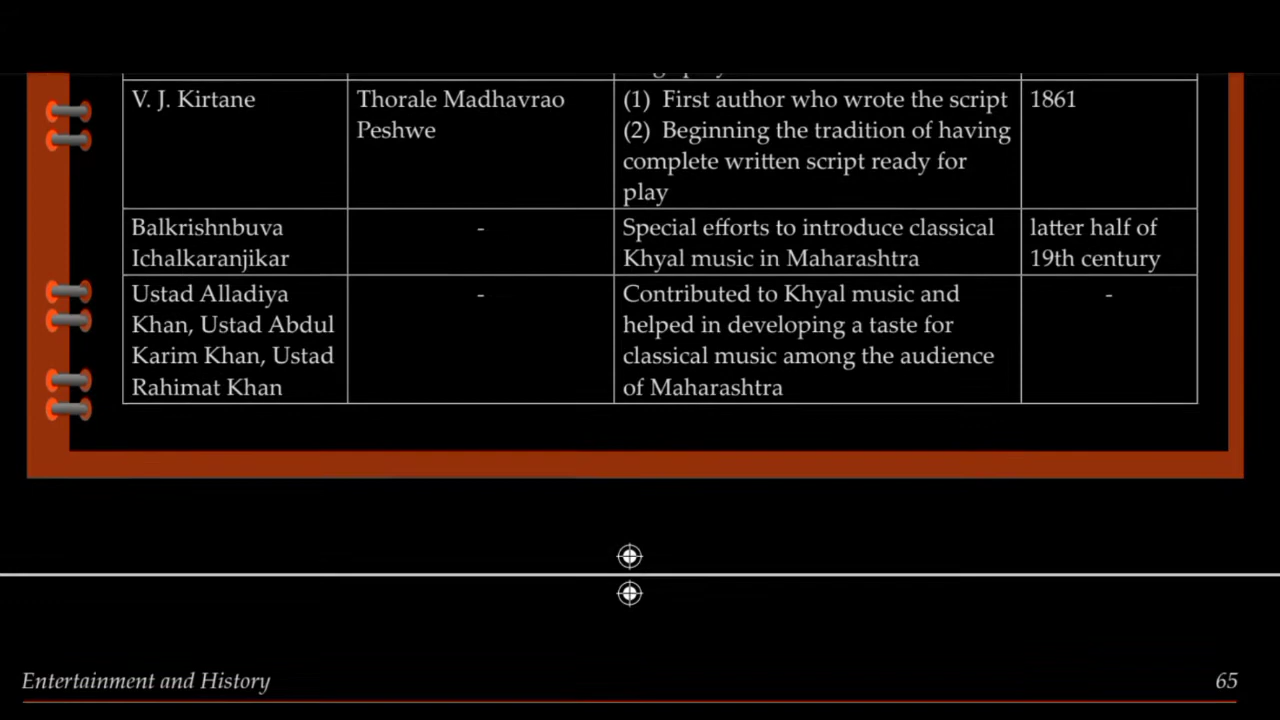 V. J. Kirtane
Thorale Madhavrao
Peshwe
(1) First author who wrote the script
(2) Beginning the tradition of having
complete written script ready for
play
1861
Balkrishnbuva
Ichalkaranjikar
-
Special efforts to introduce classical
Khyal music in Maharashtra
latter half of
19th century
Ustad Alladiya
Khan, Ustad Abdul
Karim Khan, Ustad
Rahimat Khan
-
Contributed to Khyal music and
helped in developing a taste for
classical music among the audience
of Maharashtra
-
Entertainment and History
65